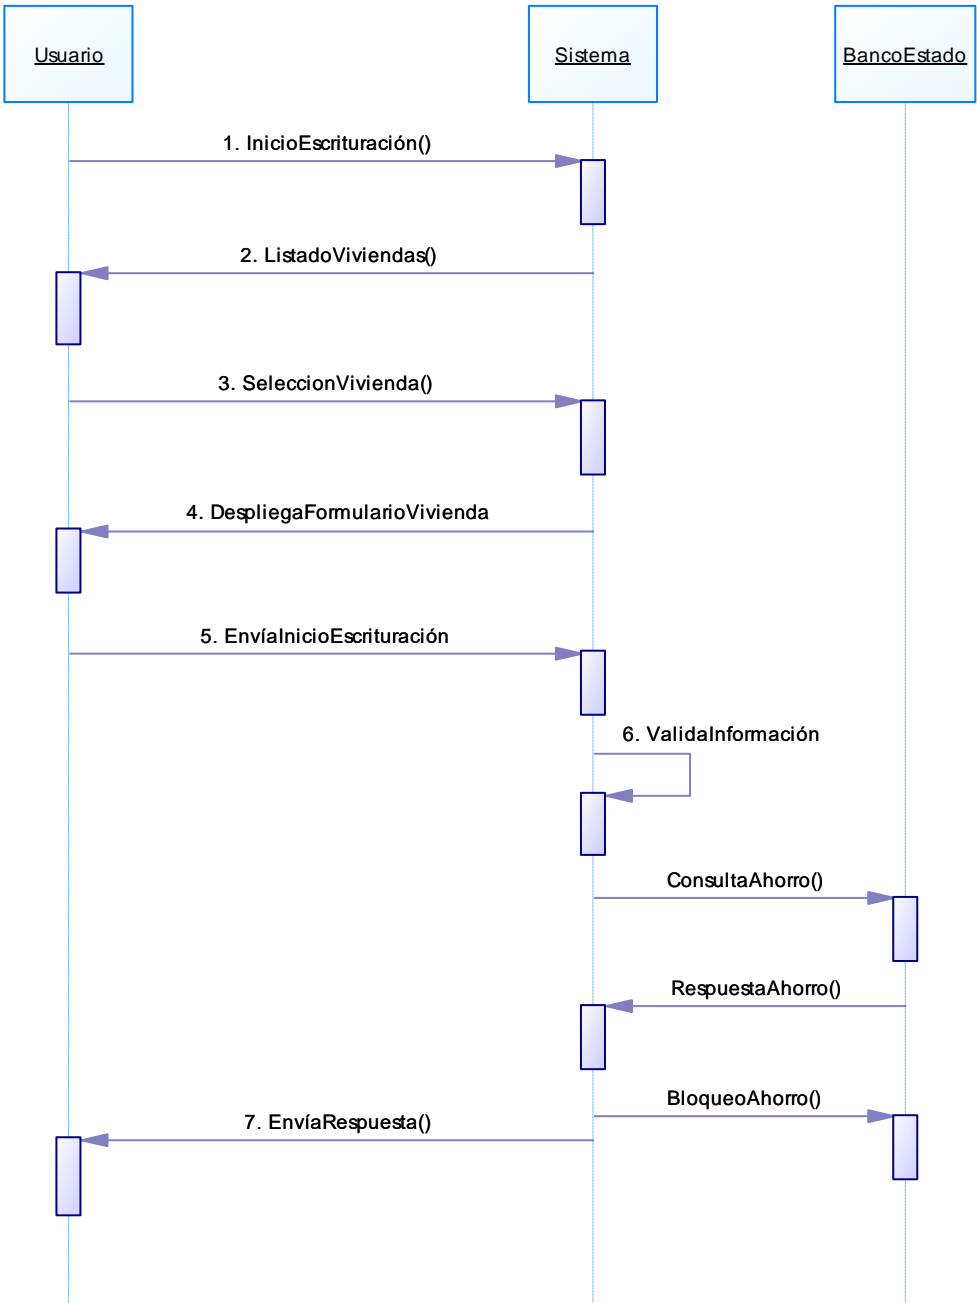 Usuario
Sistema
BancoEstado
1. InicioEscrituración()
2. ListadoViviendas()
3. SeleccionVivienda()
4. DespliegaFormularioVivienda
5. EnvíaInicioEscrituración
6. ValidaInformación
ConsultaAhorro()
RespuestaAhorro()
BloqueoAhorro()
7. EnvíaRespuesta()